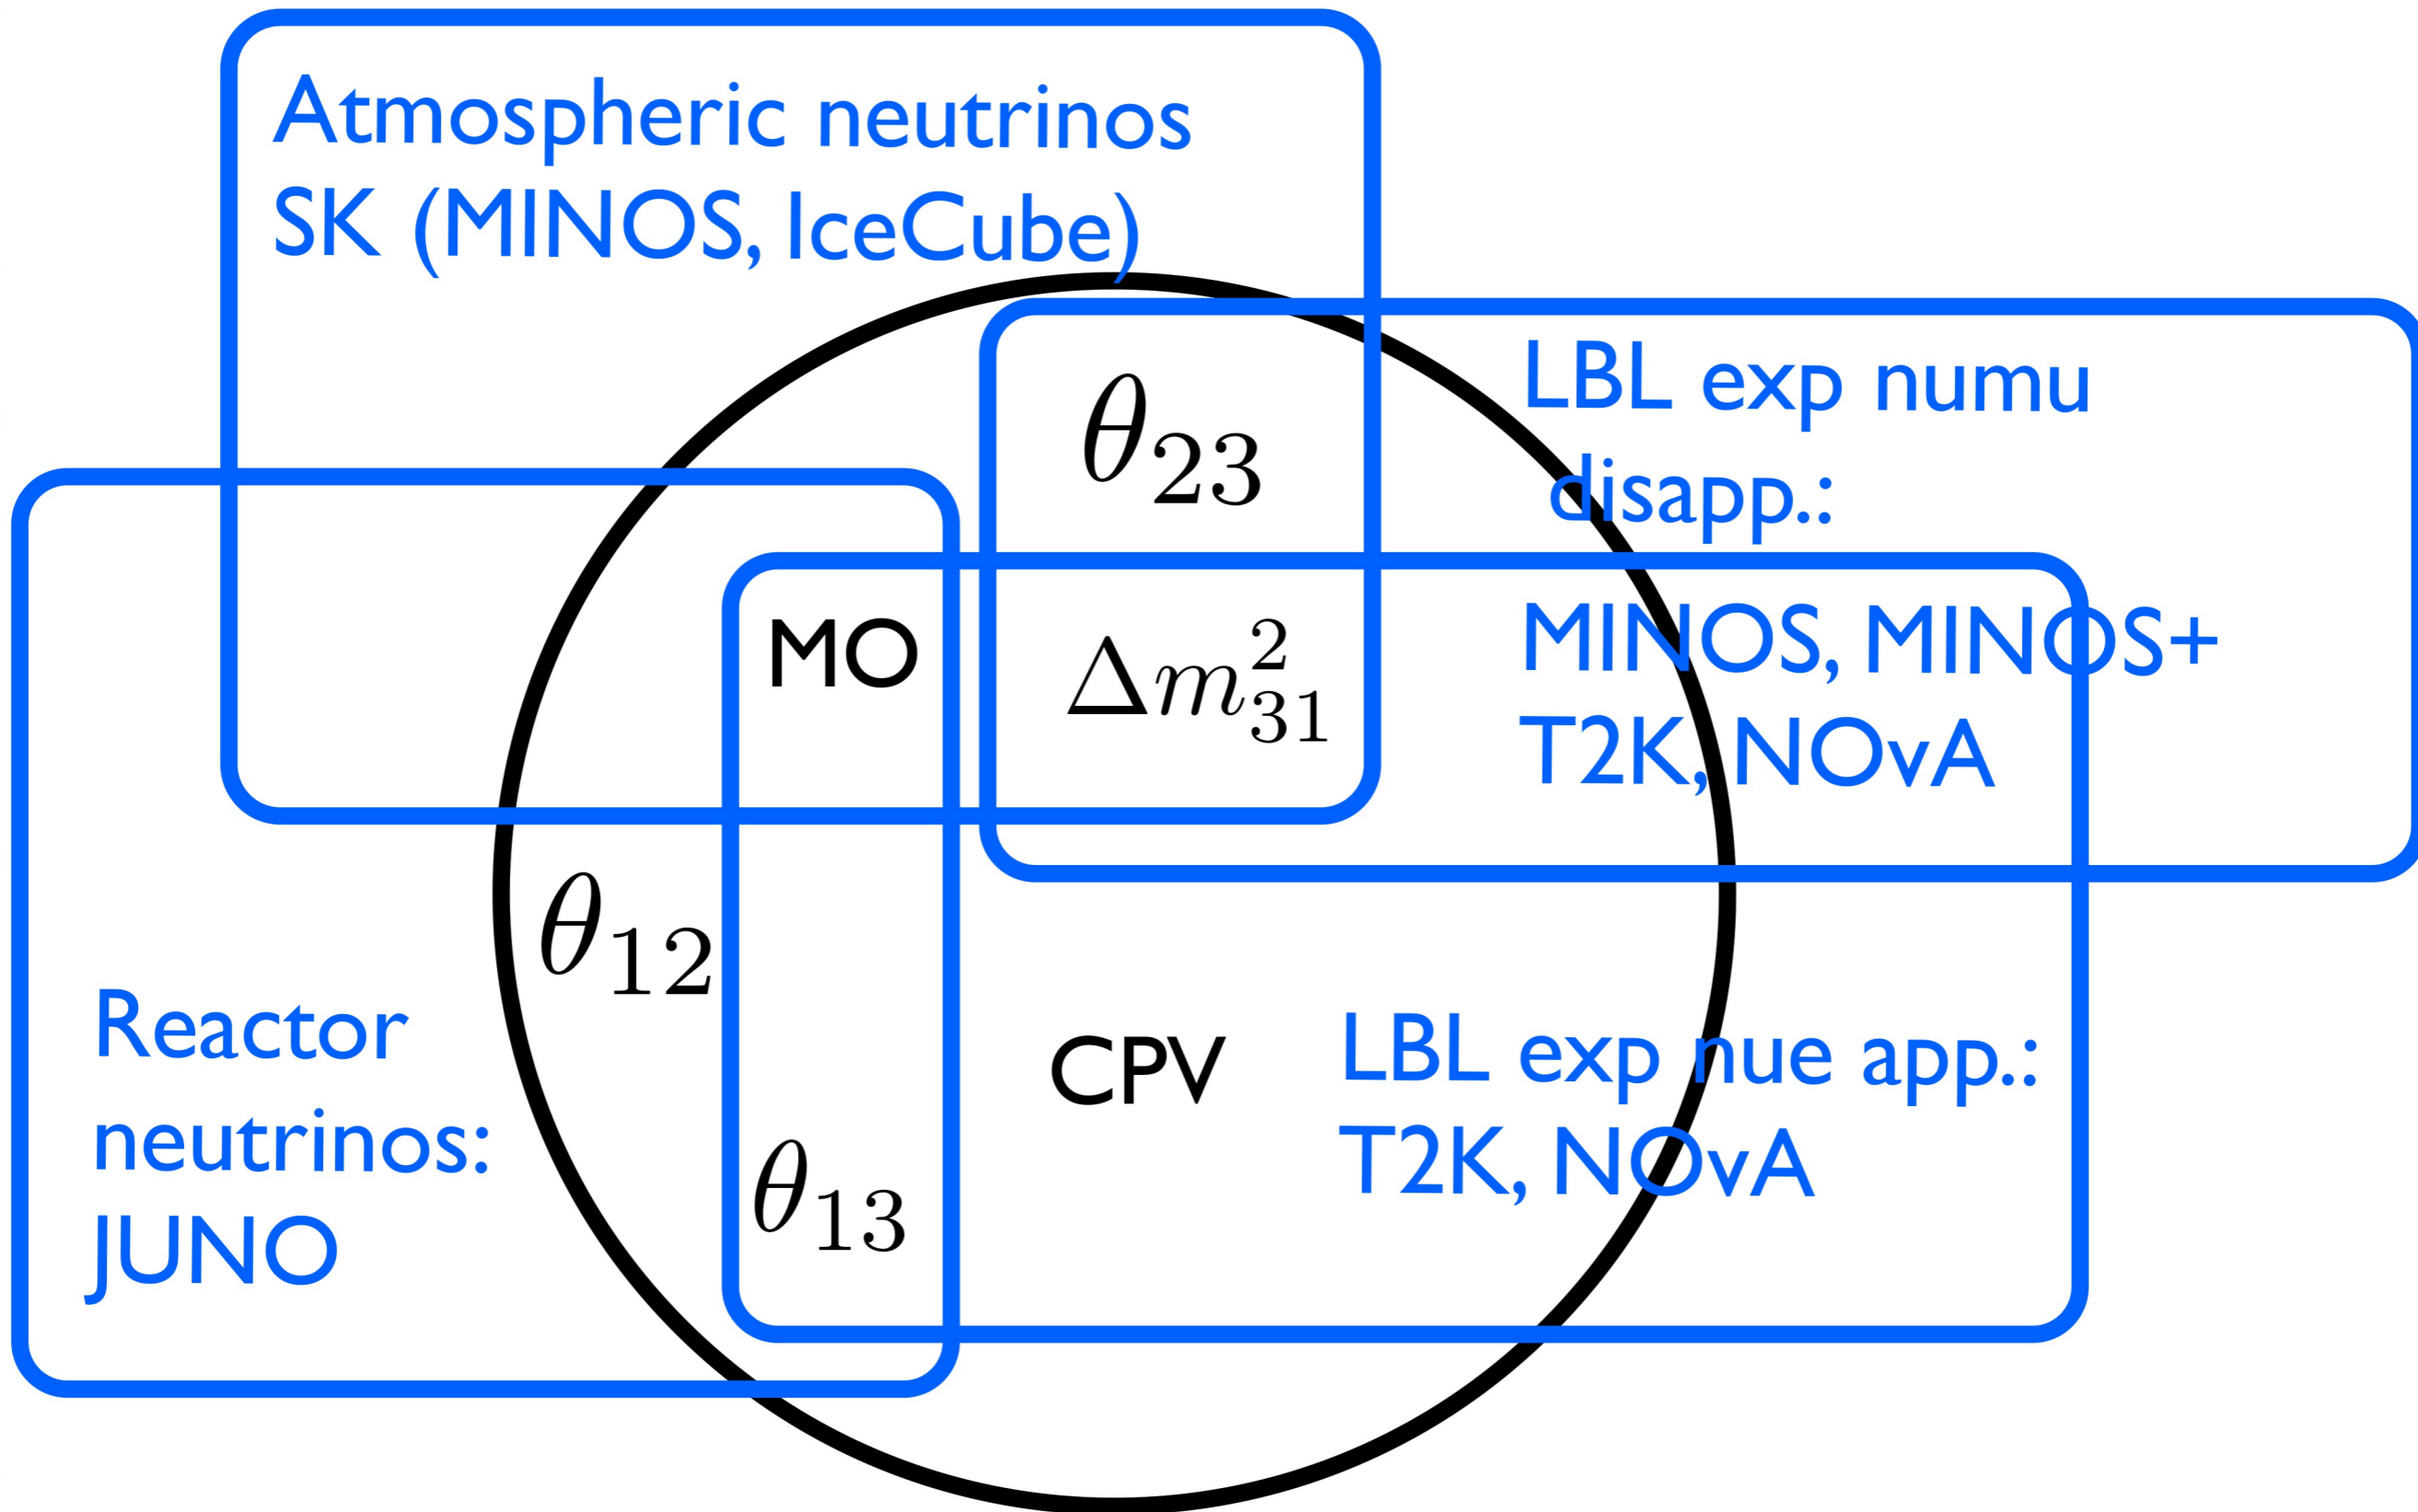 Atmospheric neutrinos
SK (MINOS, IceCube)
θ₂₃
LBL exp numu
disapp.:
MO
Δm²₃₁
MINOS, MINOS+
T2K, NOvA
θ₁₂
Reactor
neutrinos:
JUNO
CPV
LBL exp nue app.:
T2K, NOvA
θ₁₃